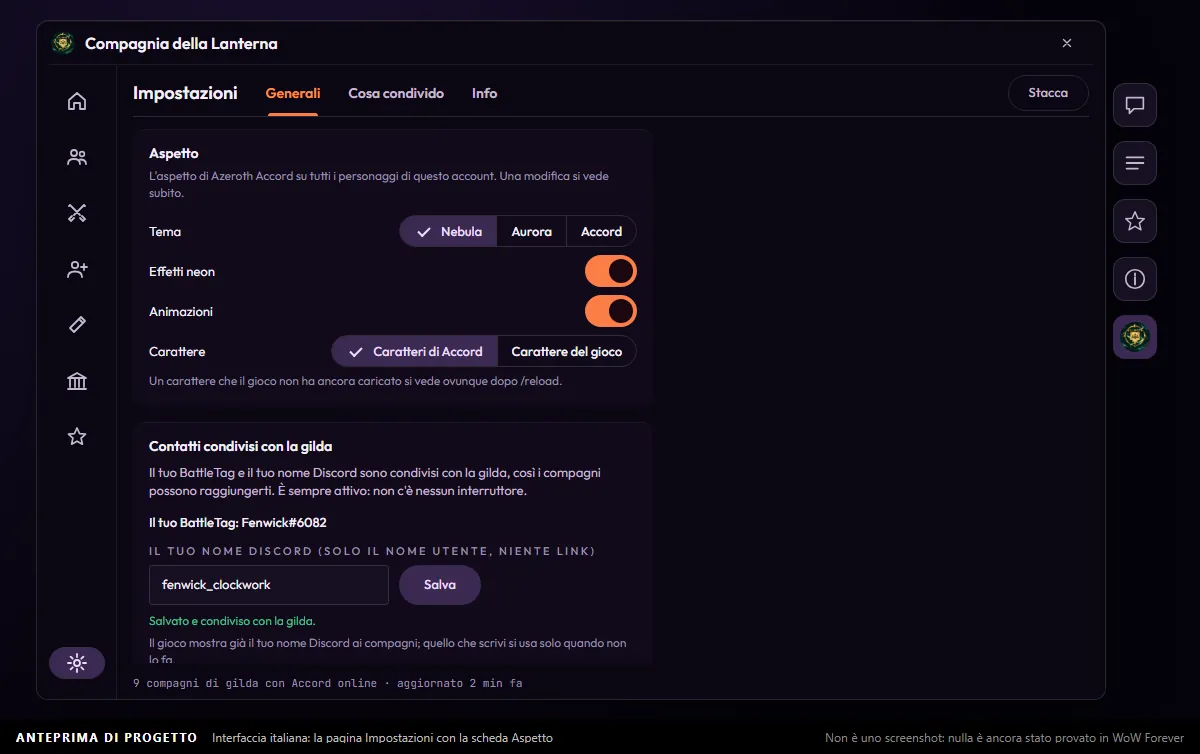 Compagnia della Lanterna
Impostazioni
Generali
Cosa condivido
Info
Stacca
Aspetto
L'aspetto di Azeroth Accord su tutti i personaggi di questo account. Una modifica si vede
subito.
Tema
Nebula
Aurora
Accord
Effetti neon
Animazioni
Carattere
Caratteri di Accord
Carattere del gioco
Un carattere che il gioco non ha ancora caricato si vede ovunque dopo /reload.
Contatti condivisi con la gilda
Il tuo BattleTag e il tuo nome Discord sono condivisi con la gilda, così i compagni
possono raggiungerti. È sempre attivo: non c'è nessun interruttore.
Il tuo BattleTag: Fenwick#6082
IL TUO NOME DISCORD (SOLO IL NOME UTENTE, NIENTE LINK)
fenwick_clockwork
Salva
Salvato e condiviso con la gilda.
Il gioco mostra già il tuo nome Discord ai compagni; quello che scrivi si usa solo quando non
lo fa.
9 compagni di gilda con Accord online · aggiornato 2 min fa
ANTEPRIMA DI PROGETTO
Interfaccia italiana: la pagina Impostazioni con la scheda Aspetto
Non è uno screenshot: nulla è ancora stato provato in WoW Forever